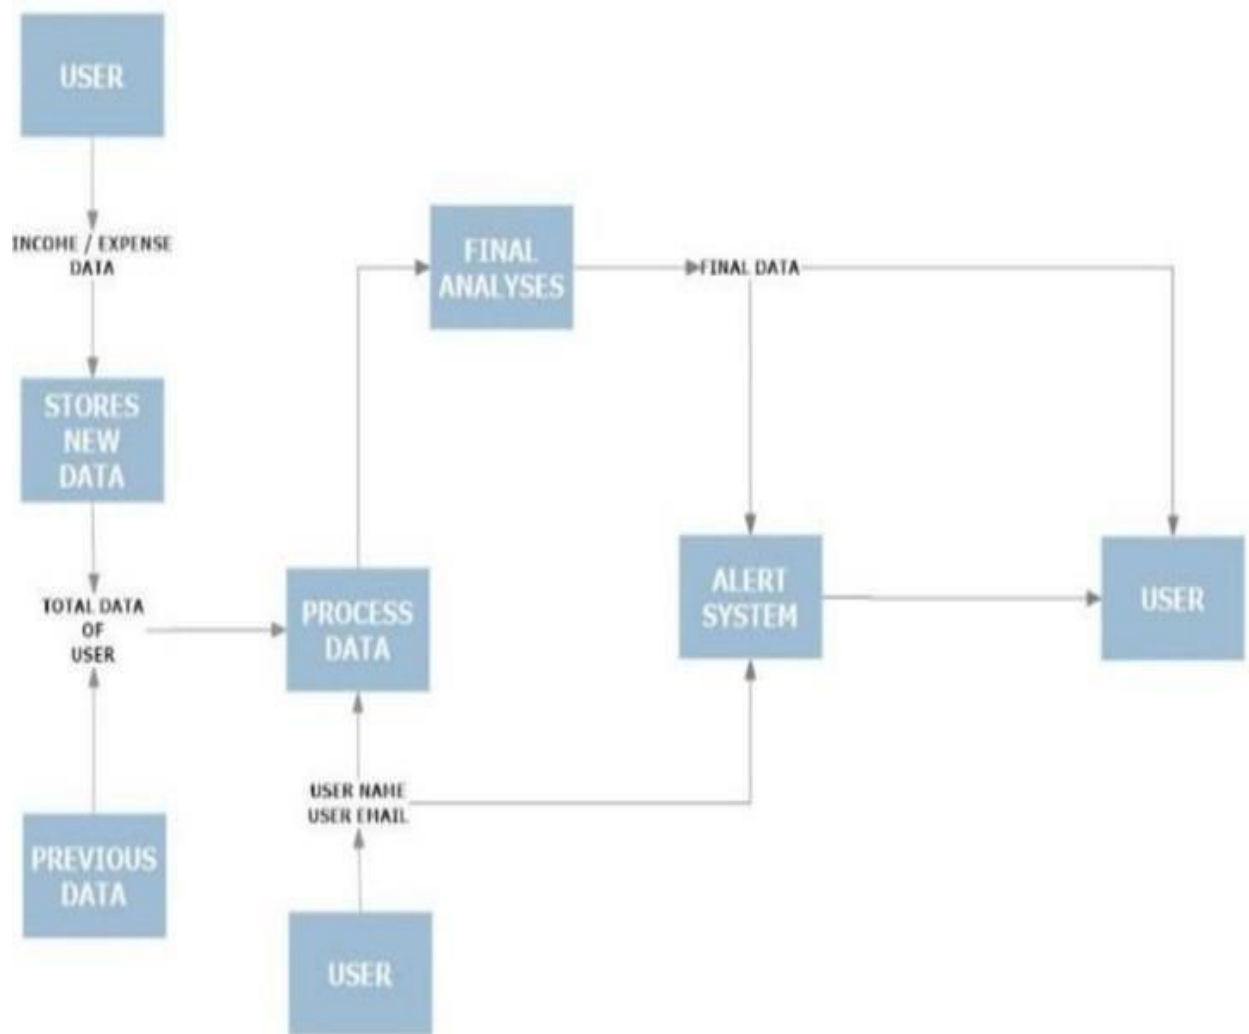 USER
INCOME / EXPENSE
DATA
FINAL
ANALYSES
FINAL DATA
STORES
NEW
DATA
TOTAL DATA
OF
USER
PROCESS
DATA
ALERT
SYSTEM
USER
USER NAME
USER EMAIL
PREVIOUS
DATA
USER